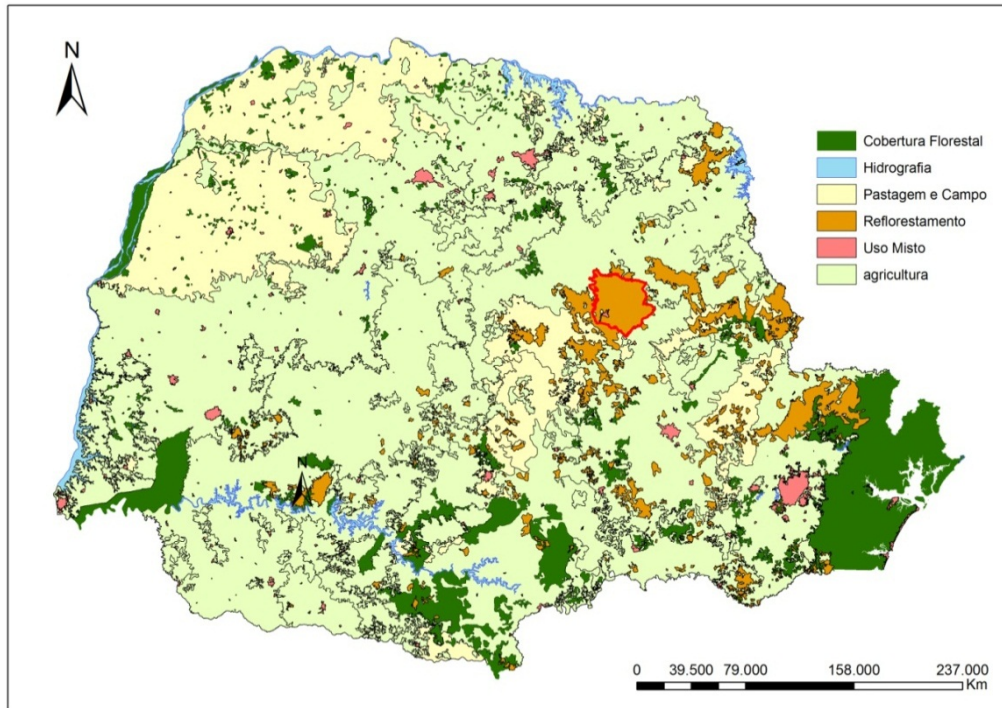 N
Cobertura Florestal
Hidrografia
Pastagem e Campo
Reflorestamento
Uso Misto
agricultura
N
0 39.500 79.000 158.000 237.000
Km